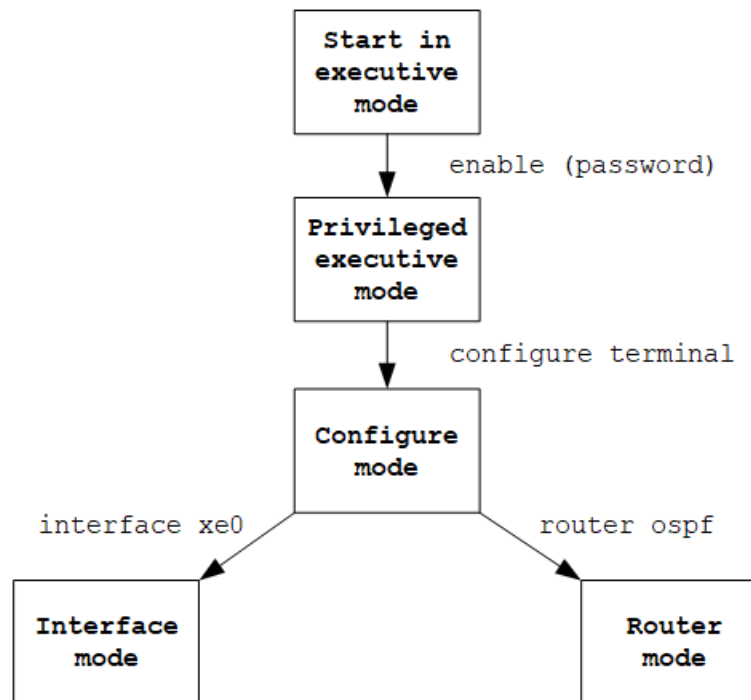 Start in
executive
mode
enable (password)
Privileged
executive
mode
configure terminal
Configure
mode
interface xe0
router ospf
Interface
mode
Router
mode